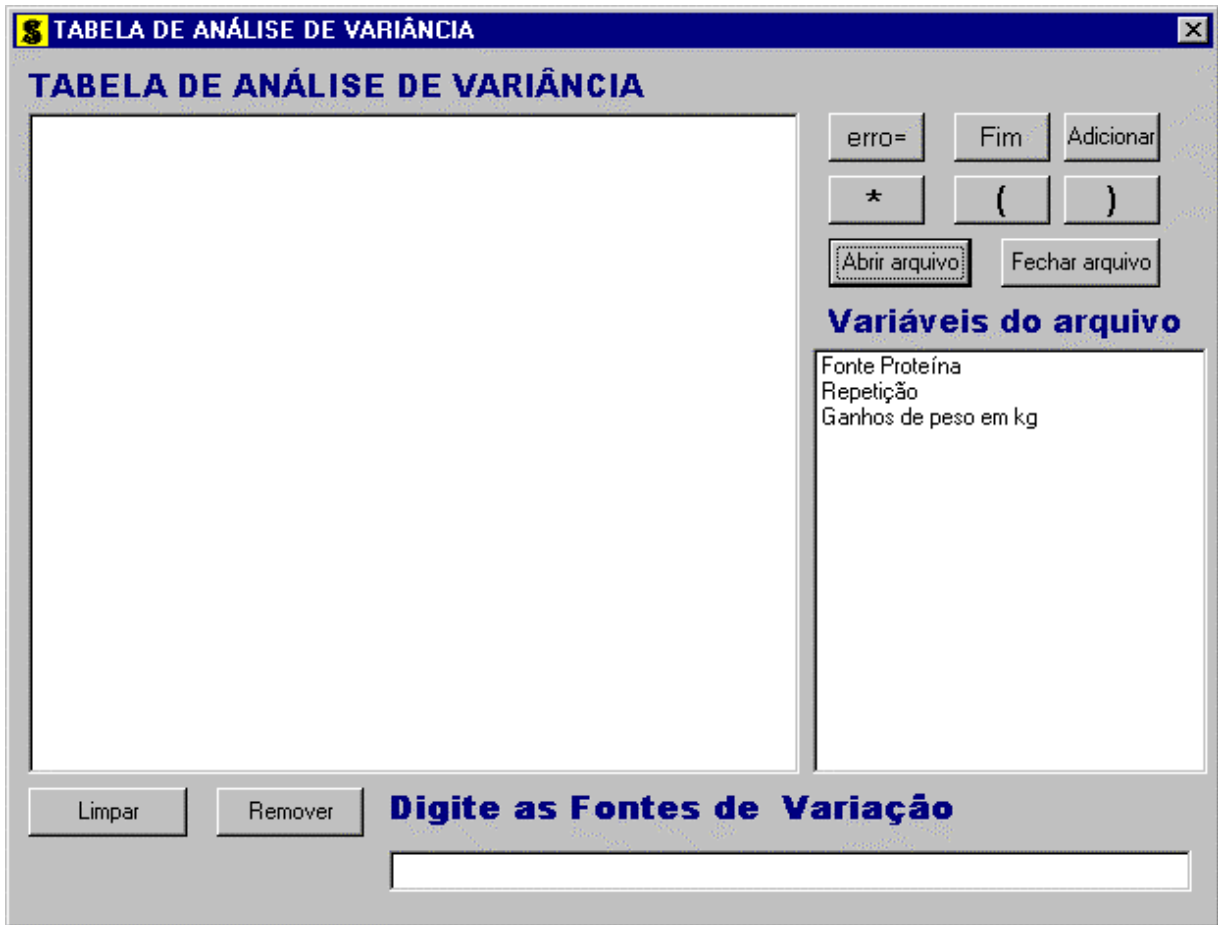 TABELA DE ANÁLISE DE VARIÂNCIA
TABELA DE ANÁLISE DE VARIÂNCIA
erro=
Fim
Adicionar
*
(
)
Abrir arquivo
Fechar arquivo
Variáveis do arquivo
Fonte Proteína
Repetição
Ganhos de peso em kg
Limpar
Remover
Digite as Fontes de Variação